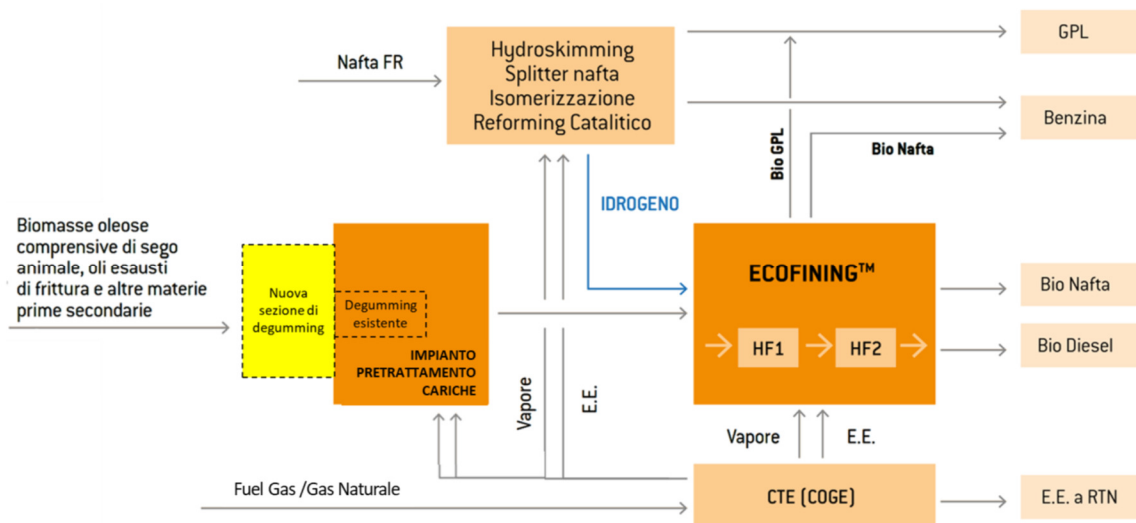 Nafta FR
Hydroskimming
Splitter nafta
Isomerizzazione
Reforming Catalitico
GPL
Benzina
Bio GPL
Bio Nafta
IDROGENO
Biomasse oleose
comprensive di sego
animale, oli esausti
di frittura e altre materie
prime secondarie
Nuova
sezione di
degumming
Degumming
esistente
IMPIANTO
PRETRATTAMENTO
CARICHE
Vapore
E.E.
ECOFINING™
HF1
HF2
Bio Nafta
Bio Diesel
Vapore
E.E.
Fuel Gas /Gas Naturale
CTE (COGE)
E.E. a RTN